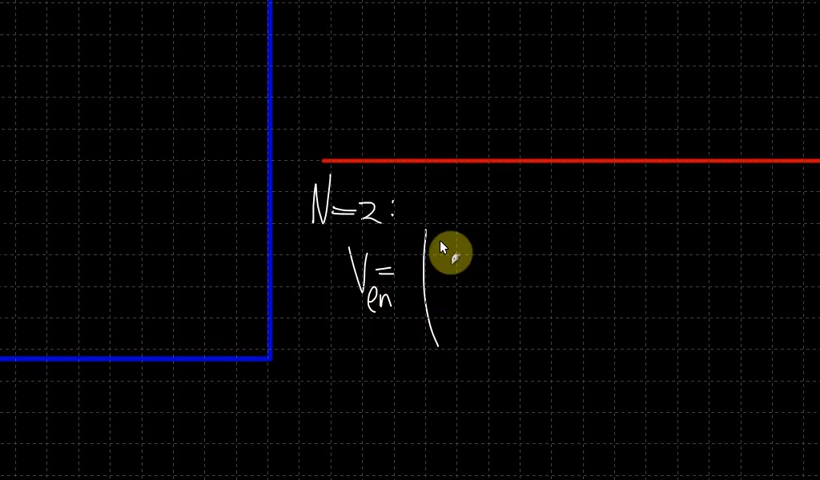 N=2:
V_en = (